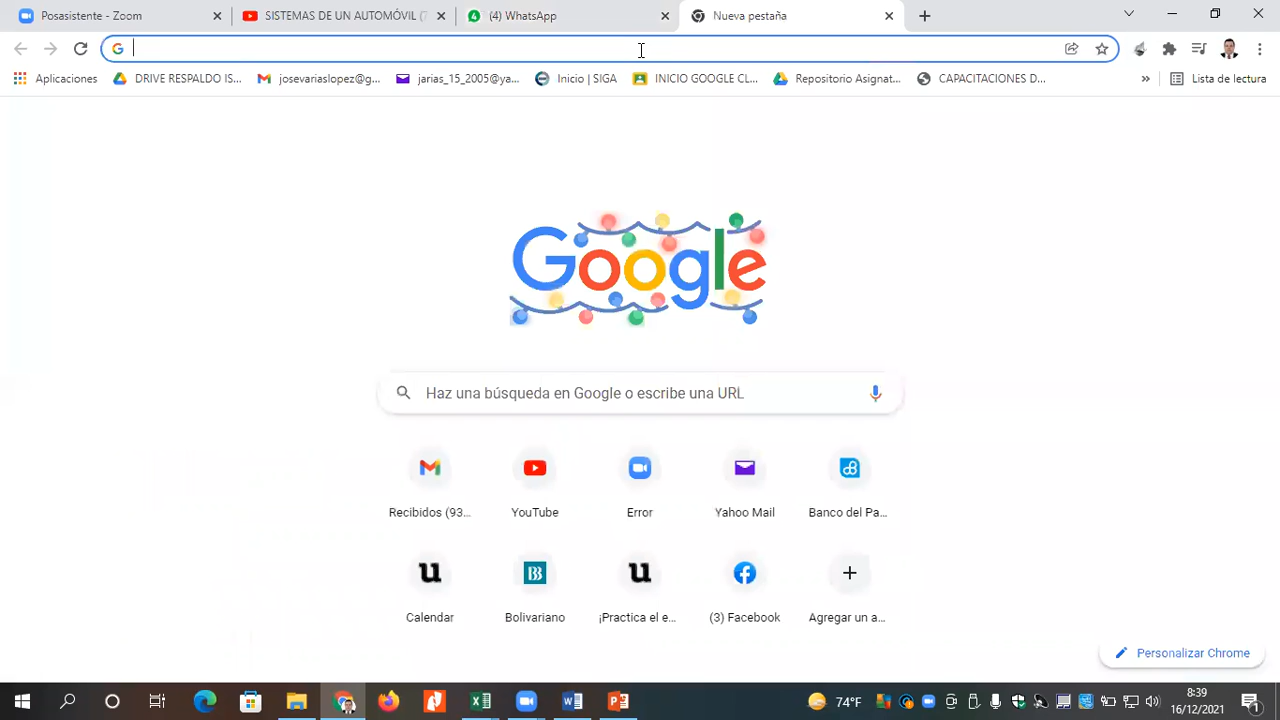 Posasistente - Zoom
SISTEMAS DE UN AUTOMÓVIL (
(4) WhatsApp
Nueva pestaña
Aplicaciones
DRIVE RESPALDO IS...
josevariaslopez@g...
jarias_15_2005@ya...
Inicio | SIGA
INICIO GOOGLE CL...
Repositorio Asignat...
CAPACITACIONES D...
»
Lista de lectura
Google
Haz una búsqueda en Google o escribe una URL
Recibidos (93...
YouTube
Error
Yahoo Mail
Banco del Pa...
Calendar
Bolivariano
¡Practica el e...
(3) Facebook
Agregar un a...
Personalizar Chrome
74°F
8:39
16/12/2021